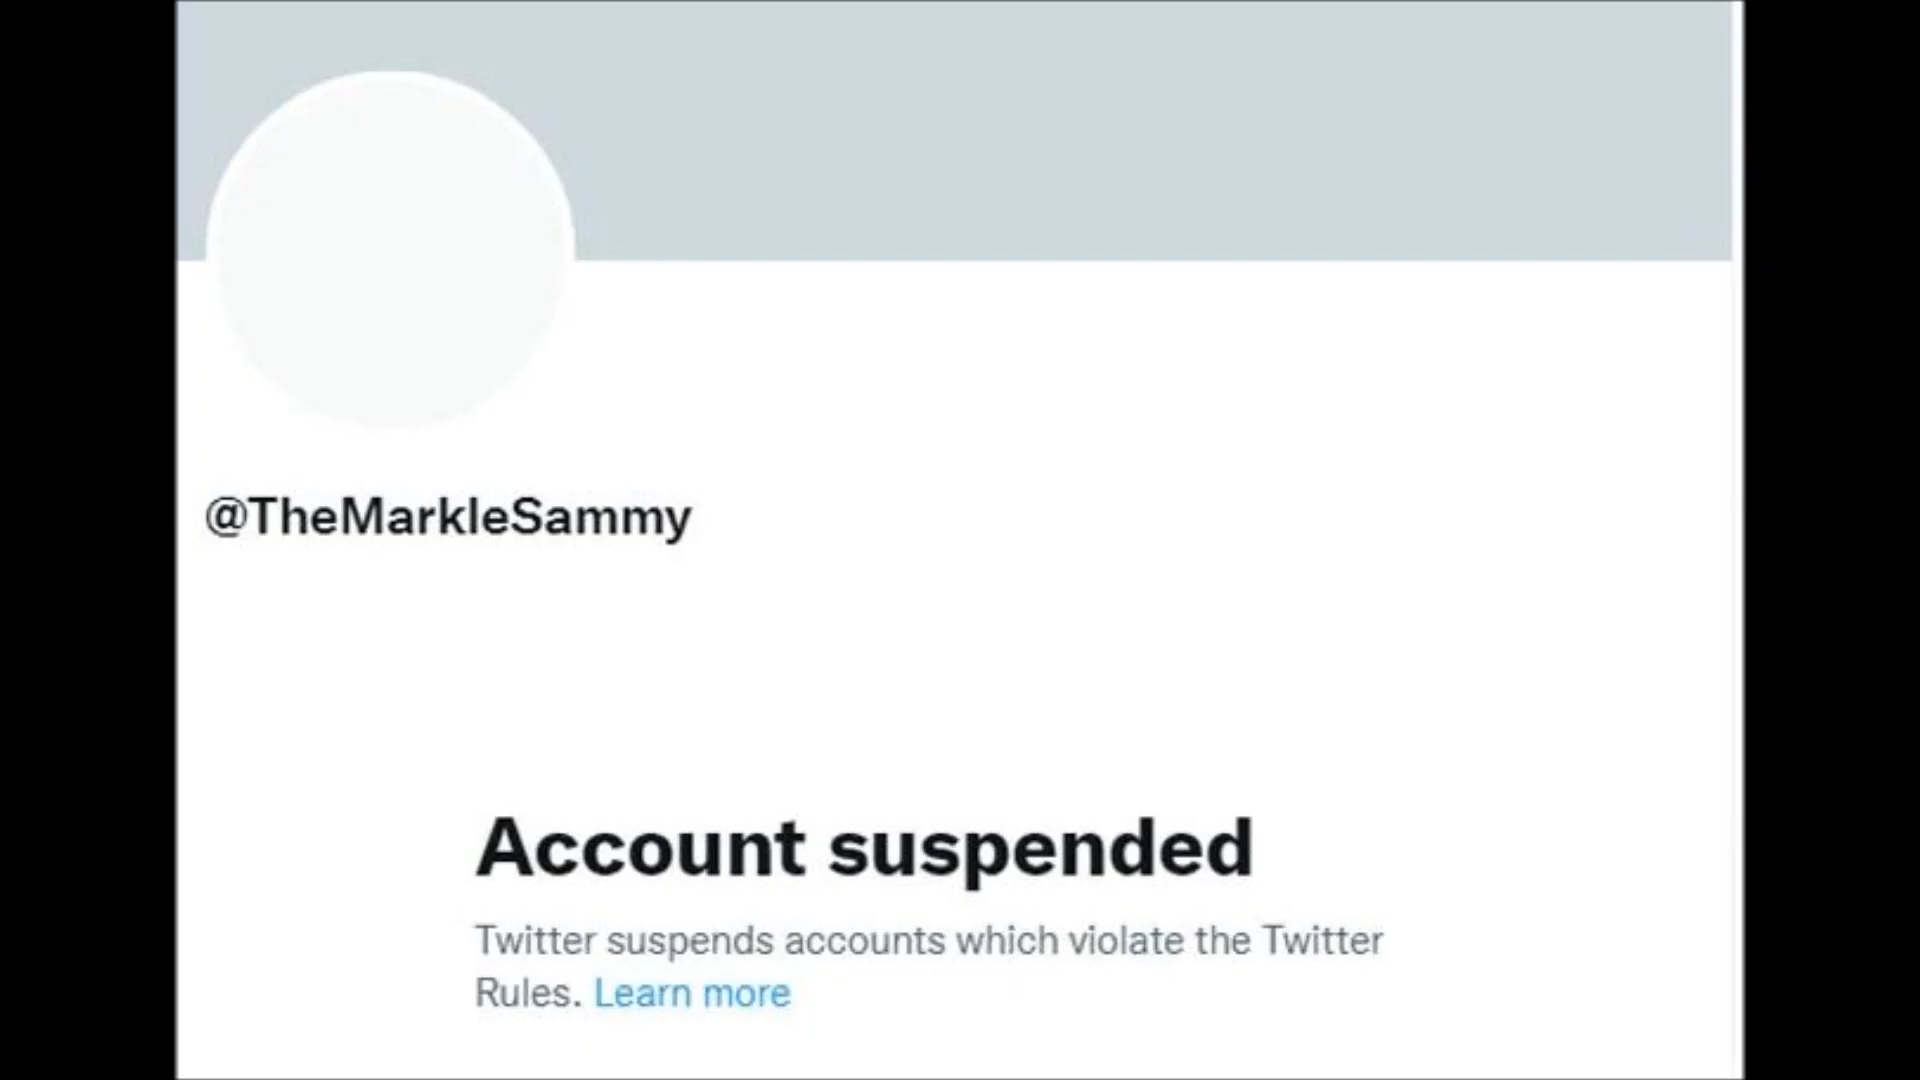 @TheMarkleSammy
Account suspended
Twitter suspends accounts which violate the Twitter
Rules. Learn more